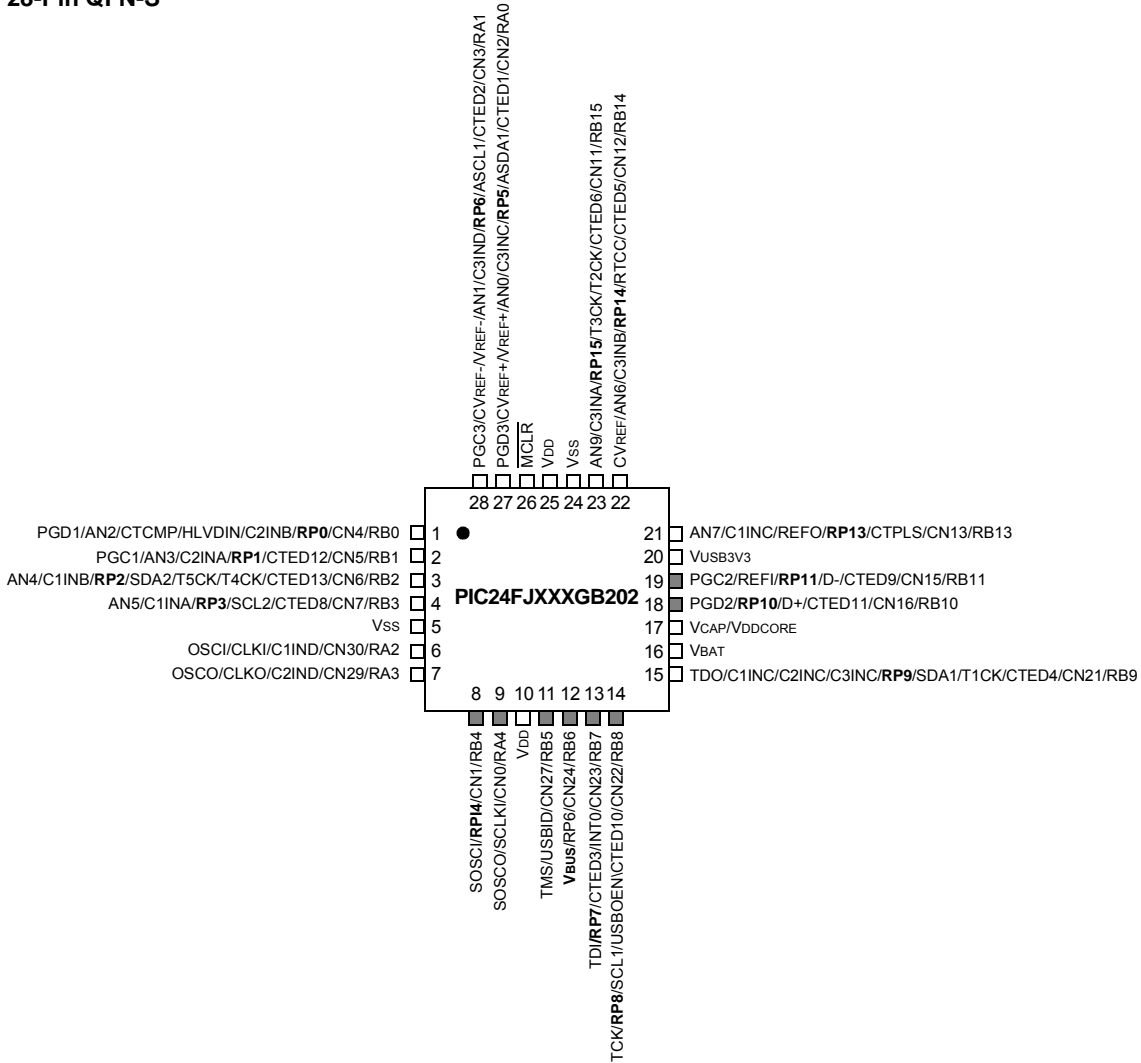 28-Pin QFN-S
PGC3/CVREF-/VREF-/AN1/C3IND/RP6/ASCL1/CTED2/CN3/RA1
PGD3\CVREF+/VREF+/AN0/C3INC/RP5/ASDA1/CTED1/CN2/RA0
MCLR
VDD
VSS
AN9/C3INA/RP15/T3CK/T2CK/CTED6/CN11/RB15
CVREF/AN6/C3INB/RP14/RTCC/CTED5/CN12/RB14
28 27 26 25 24 23 22
PGD1/AN2/CTCMP/HLVDIN/C2INB/RP0/CN4/RB0 1
PGC1/AN3/C2INA/RP1/CTED12/CN5/RB1 2
AN4/C1INB/RP2/SDA2/T5CK/T4CK/CTED13/CN6/RB2 3
AN5/C1INA/RP3/SCL2/CTED8/CN7/RB3 4
VSS 5
OSCI/CLKI/C1IND/CN30/RA2 6
OSCO/CLKO/C2IND/CN29/RA3 7
PIC24FJXXXGB202
21 AN7/C1INC/REFO/RP13/CTPLS/CN13/RB13
20 VUSB3V3
19 PGC2/REFI/RP11/D-/CTED9/CN15/RB11
18 PGD2/RP10/D+/CTED11/CN16/RB10
17 VCAP/VDDCORE
16 VBAT
15 TDO/C1INC/C2INC/C3INC/RP9/SDA1/T1CK/CTED4/CN21/RB9
8 9 10 11 12 13 14
SOSCI/RPI4/CN1/RB4
SOSCO/SCLKI/CN0/RA4
VDD
TMS/USBID/CN27/RB5
VBUS/RP6/CN24/RB6
TDI/RP7/CTED3/INT0/CN23/RB7
TCK/RP8/SCL1/USBOEN\CTED10/CN22/RB8